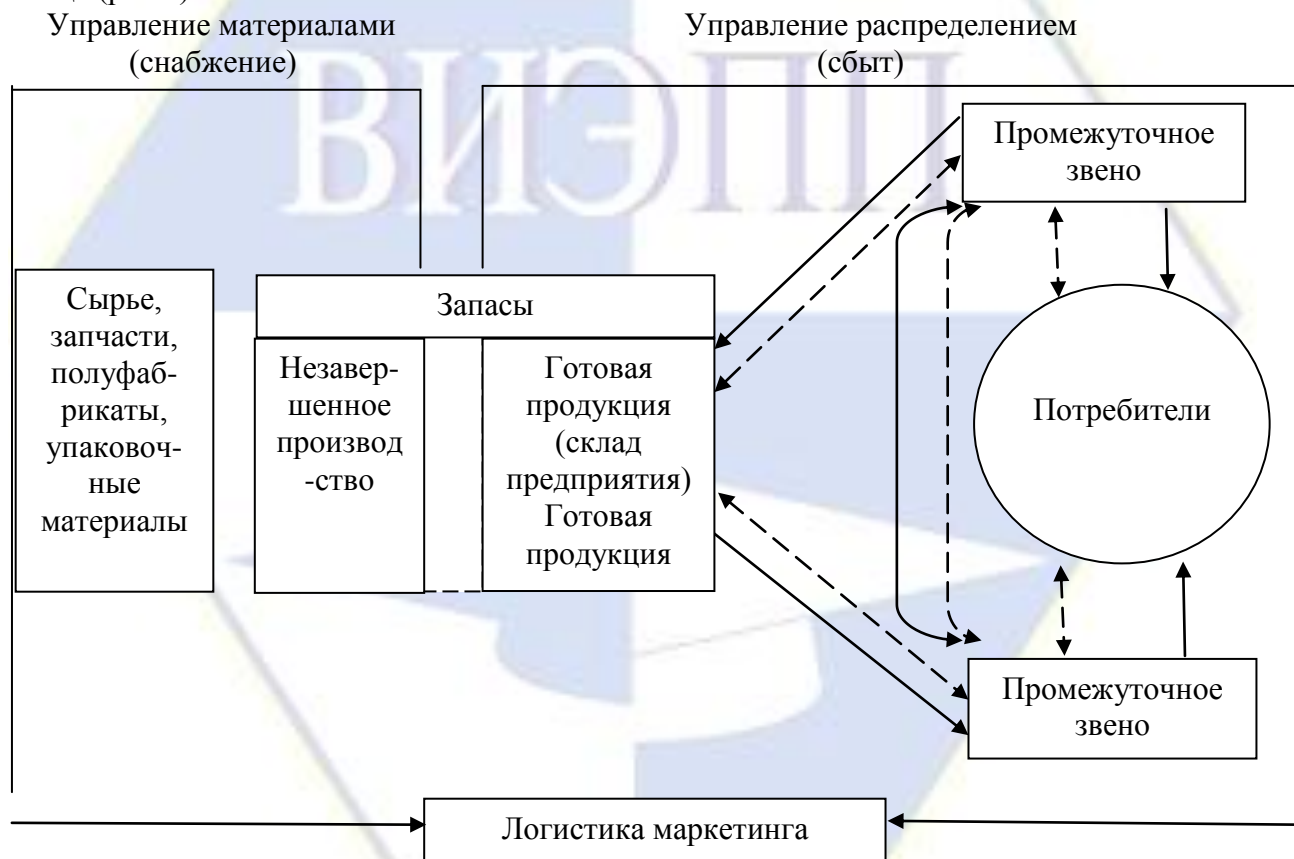 Управление материалами
(снабжение)
Управление распределением
(сбыт)
ВИЭПП
Промежуточное
звено
Сырье,
запчасти,
полуфаб-
рикаты,
упаковоч-
ные
материалы
Запасы
Незавер-
шенное
производ
-ство
Готовая
продукция
(склад
предприятия)
Готовая
продукция
Потребители
Промежуточное
звено
Логистика маркетинга